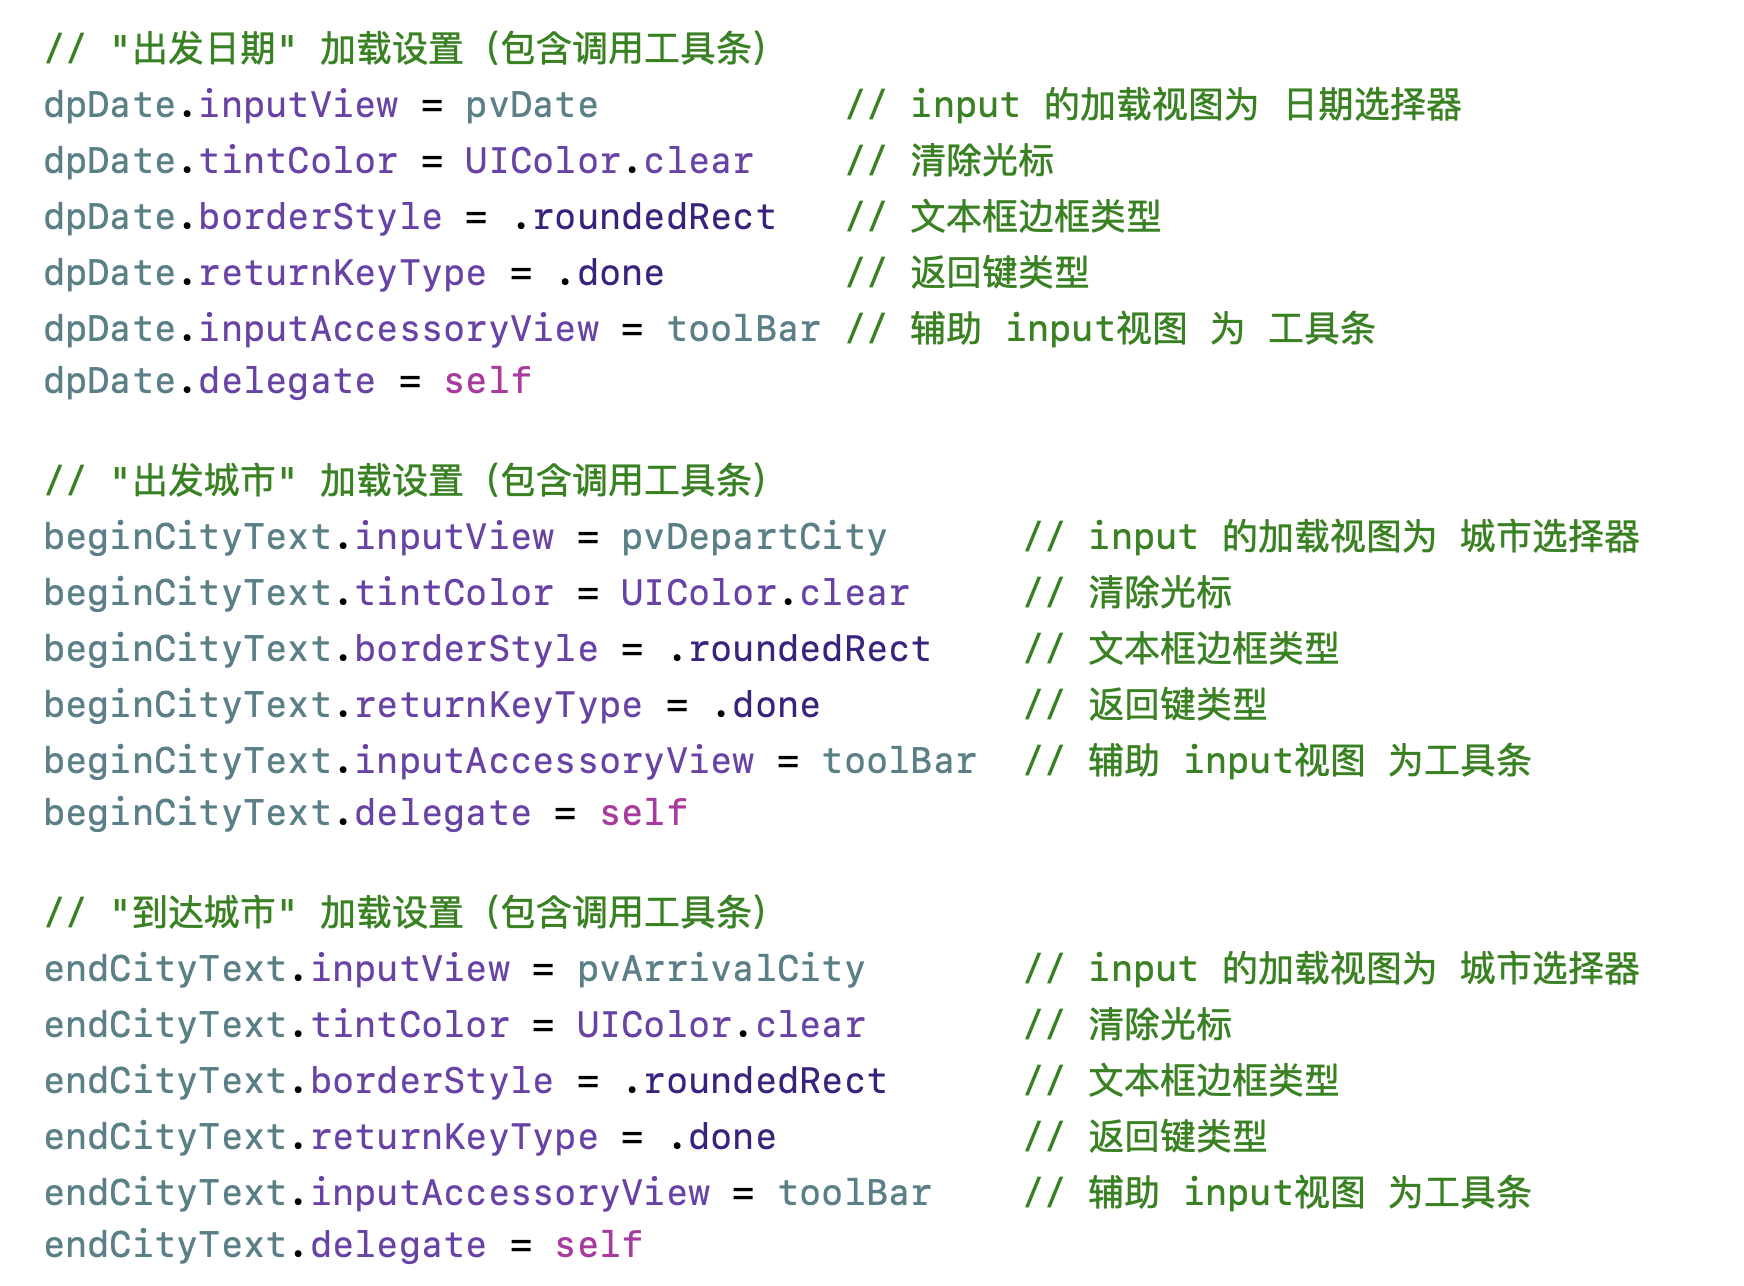 // "出发日期" 加载设置（包含调用工具条）
dpDate.inputView = pvDate // input 的加载视图为 日期选择器
dpDate.tintColor = UIColor.clear // 清除光标
dpDate.borderStyle = .roundedRect // 文本框边框类型
dpDate.returnKeyType = .done // 返回键类型
dpDate.inputAccessoryView = toolBar // 辅助 input视图 为 工具条
dpDate.delegate = self
// "出发城市" 加载设置（包含调用工具条）
beginCityText.inputView = pvDepartCity // input 的加载视图为 城市选择器
beginCityText.tintColor = UIColor.clear // 清除光标
beginCityText.borderStyle = .roundedRect // 文本框边框类型
beginCityText.returnKeyType = .done // 返回键类型
beginCityText.inputAccessoryView = toolBar // 辅助 input视图 为工具条
beginCityText.delegate = self
// "到达城市" 加载设置（包含调用工具条）
endCityText.inputView = pvArrivalCity // input 的加载视图为 城市选择器
endCityText.tintColor = UIColor.clear // 清除光标
endCityText.borderStyle = .roundedRect // 文本框边框类型
endCityText.returnKeyType = .done // 返回键类型
endCityText.inputAccessoryView = toolBar // 辅助 input视图 为工具条
endCityText.delegate = self